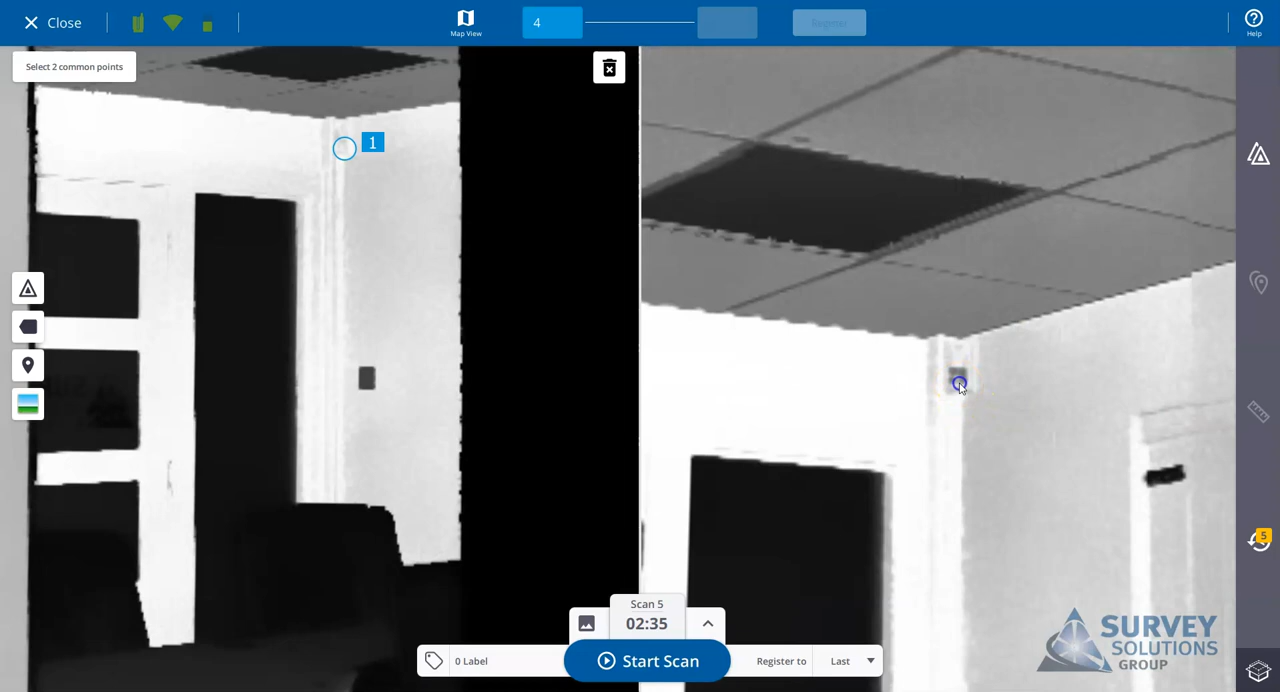 Close
Map View
4
Help
Select 2 common points
1
5
Scan 5
02:35
0 Label
Start Scan
Register to
Last
SURVEY
SOLUTIONS
GROUP